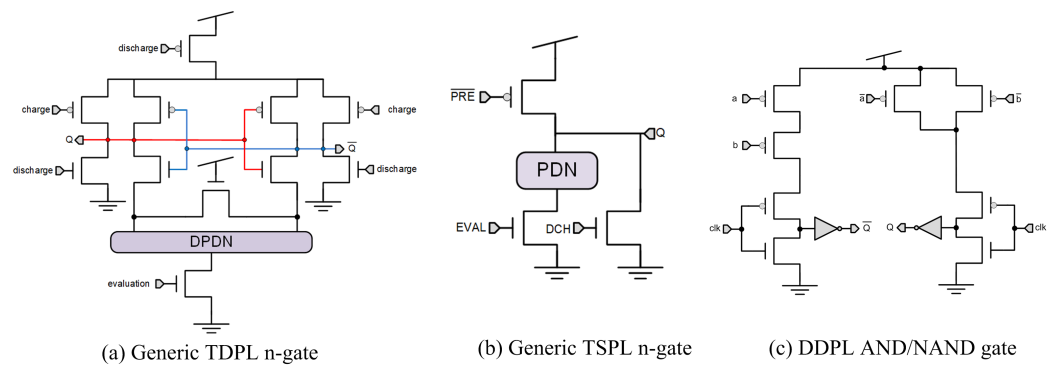 discharge
charge
charge
Q
Q̅
discharge
discharge
DPDN
evaluation
(a) Generic TDPL n-gate
P̅R̅E̅
Q
PDN
EVAL
DCH
(b) Generic TSPL n-gate
a
a̅
b̅
b
clk
Q̅
Q
clk
(c) DDPL AND/NAND gate